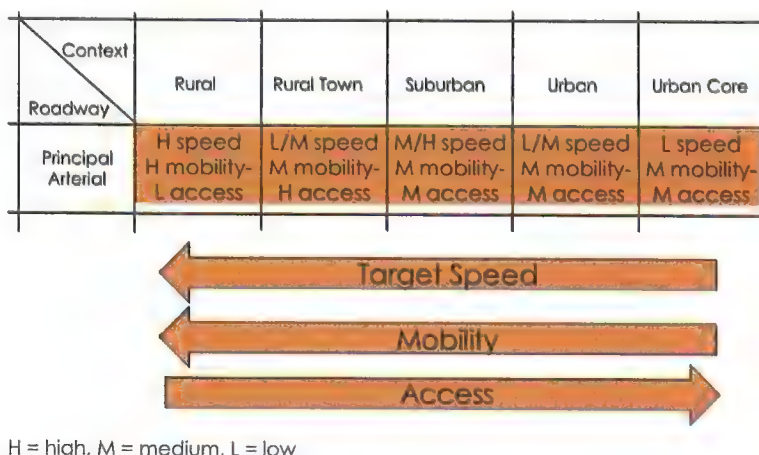 Context
Roadway
Rural
Rural Town
Suburban
Urban
Urban Core
Principal
Arterial
H speed
H mobility-
L access
L/M speed
M mobility-
H access
M/H speed
M mobility-
M access
L/M speed
M mobility-
M access
L speed
M mobility-
M access
Target Speed
Mobility
Access
H = high, M = medium, L = low